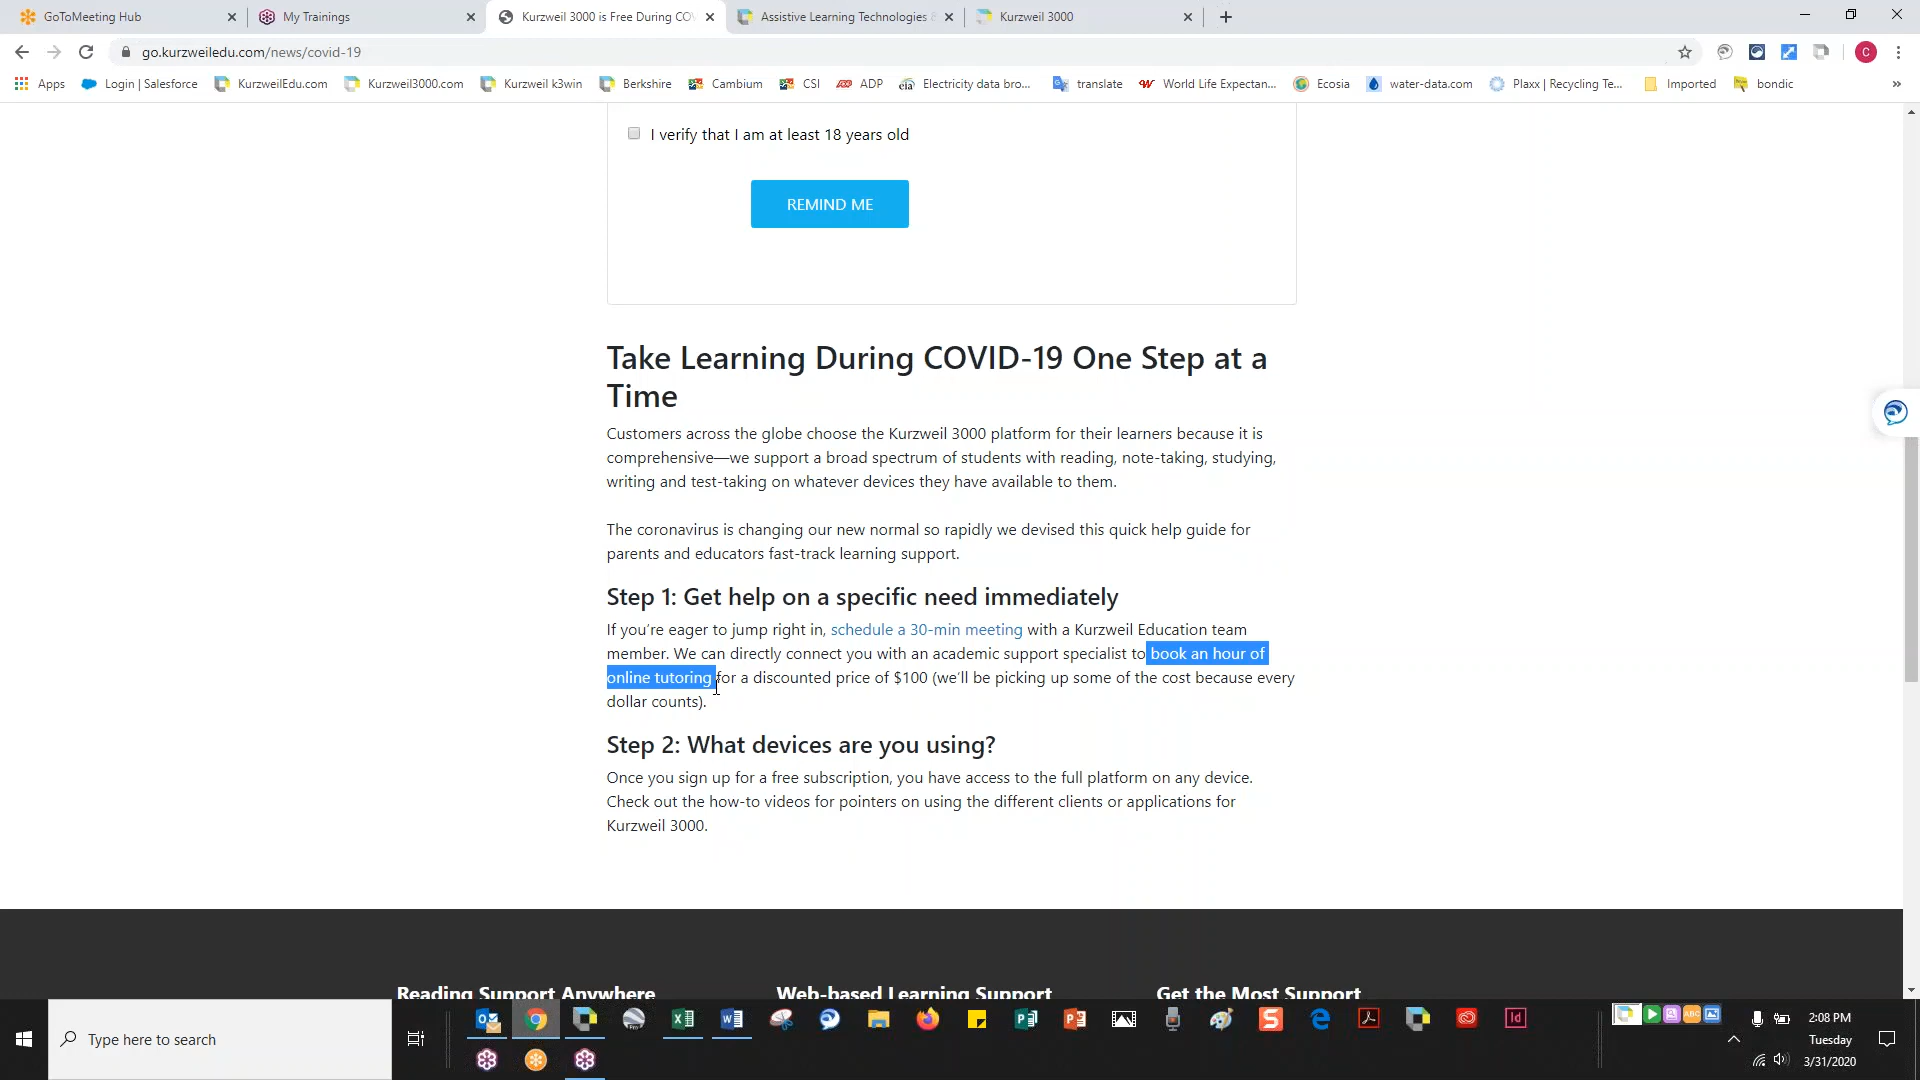 GoToMeeting Hub
My Trainings
Kurzweil 3000 is Free During CO
Assistive Learning Technologies
Kurzweil 3000
go.kurzweiledu.com/news/covid-19
C
Apps
Login | Salesforce
KurzweilEdu.com
Kurzweil3000.com
Kurzweil k3win
Berkshire
Cambium
CSI
ADP
eia
Electricity data bro...
translate
World Life Expectan...
Ecosia
water-data.com
Plaxx | Recycling Te...
Imported
bondic
»
I verify that I am at least 18 years old
REMIND ME
Take Learning During COVID-19 One Step at a
Time
Customers across the globe choose the Kurzweil 3000 platform for their learners because it is
comprehensive—we support a broad spectrum of students with reading, note-taking, studying,
writing and test-taking on whatever devices they have available to them.
The coronavirus is changing our new normal so rapidly we devised this quick help guide for
parents and educators fast-track learning support.
Step 1: Get help on a specific need immediately
If you’re eager to jump right in, schedule a 30-min meeting with a Kurzweil Education team
member. We can directly connect you with an academic support specialist to book an hour of
online tutoring for a discounted price of $100 (we’ll be picking up some of the cost because every
dollar counts).
Step 2: What devices are you using?
Once you sign up for a free subscription, you have access to the full platform on any device.
Check out the how-to videos for pointers on using the different clients or applications for
Kurzweil 3000.
Reading Support Anywhere
Web-based Learning Support
Get the Most Support
Type here to search
2:08 PM
Tuesday
3/31/2020